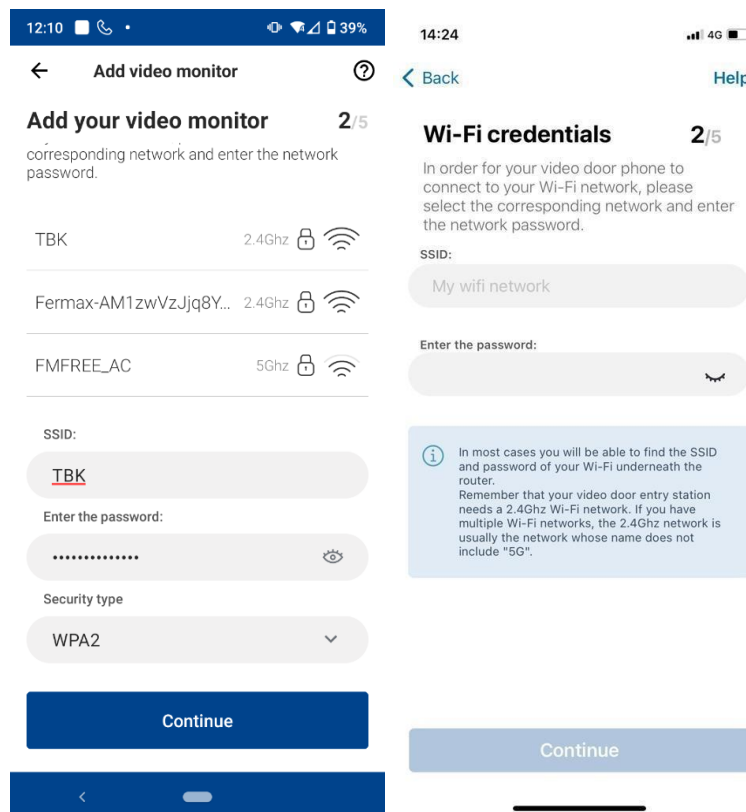 12:10 39%
Add video monitor
Add your video monitor 2/5
corresponding network and enter the network
password.
TBK 2.4Ghz
Fermax-AM1zwVzJjq8Y... 2.4Ghz
FMFREE_AC 5Ghz
SSID:
TBK
Enter the password:
••••••••••••••
Security type
WPA2
Continue
14:24 4G
Back Help
Wi-Fi credentials 2/5
In order for your video door phone to
connect to your Wi-Fi network, please
select the corresponding network and enter
the network password.
SSID:
My wifi network
Enter the password:
In most cases you will be able to find the SSID
and password of your Wi-Fi underneath the
router.
Remember that your video door entry station
needs a 2.4Ghz Wi-Fi network. If you have
multiple Wi-Fi networks, the 2.4Ghz network is
usually the network whose name does not
include "5G".
Continue